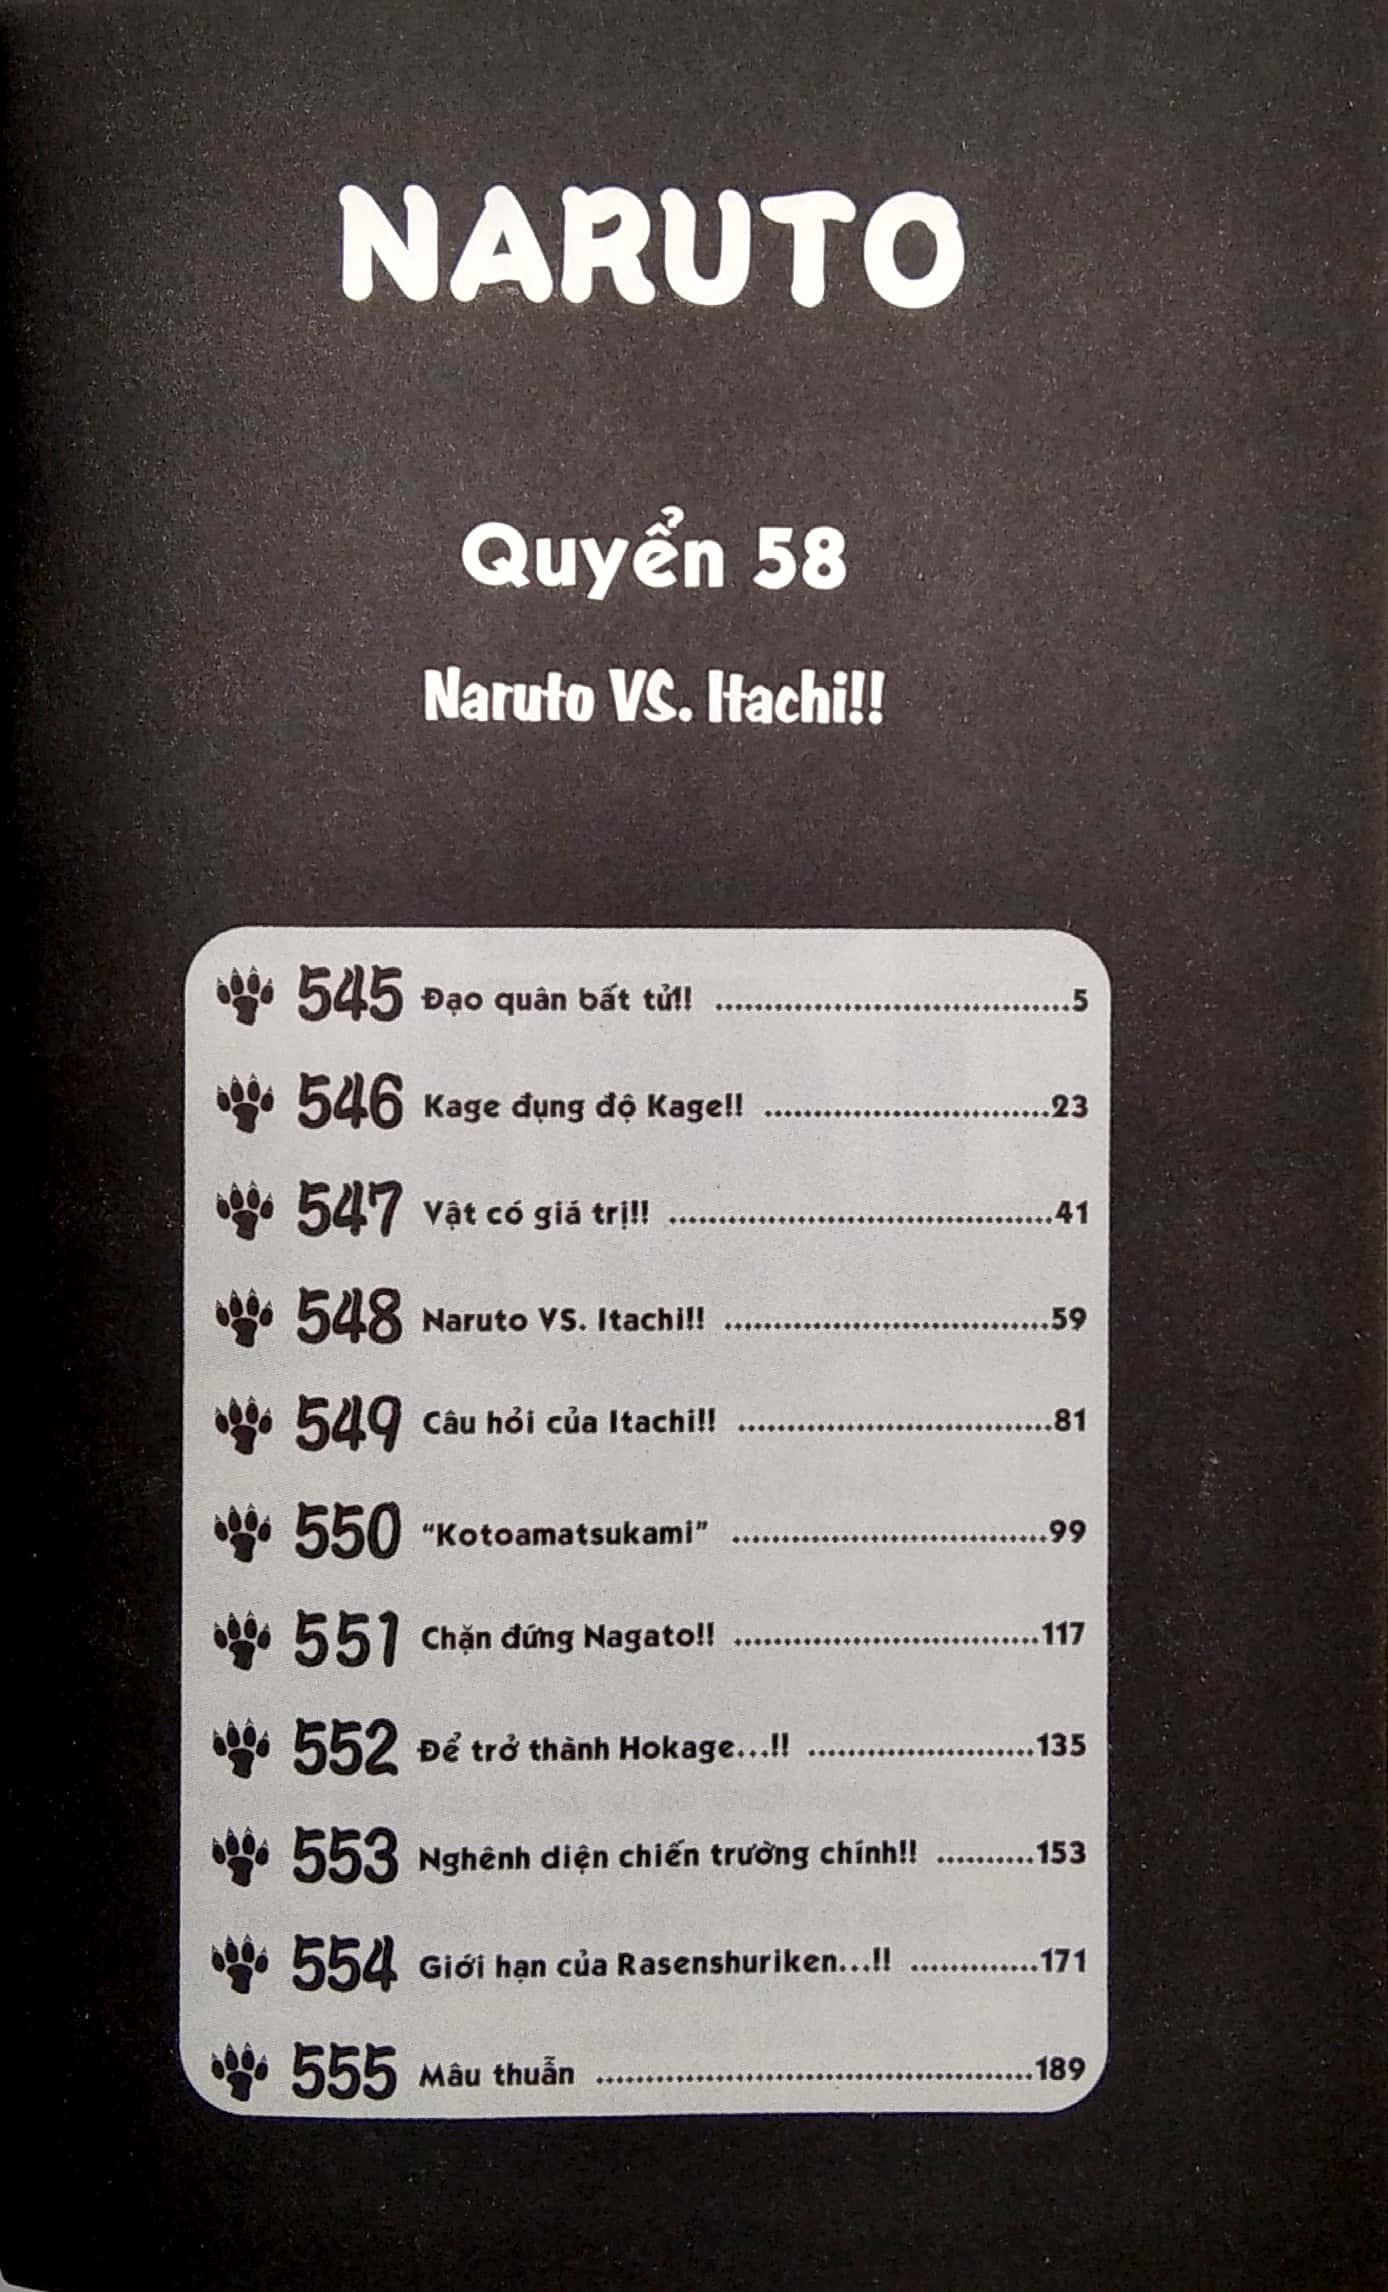 NARUTO
Quyển 58
Naruto VS. Itachi!!
545 Đạo quân bất tử!! ....................................5
546 Kage đụng độ Kage!! .............................23
547 Vật có giá trị!! .......................................41
548 Naruto VS. Itachi!! .................................59
549 Câu hỏi của Itachi!! ................................81
550 “Kotoamatsukami” ................................99
551 Chặn đứng Nagato!! ...............................117
552 Để trở thành Hokage...!! .......................135
553 Nghênh diện chiến trường chính!! ..........153
554 Giới hạn của Rasenshuriken...!! .............171
555 Mâu thuẫn ............................................189